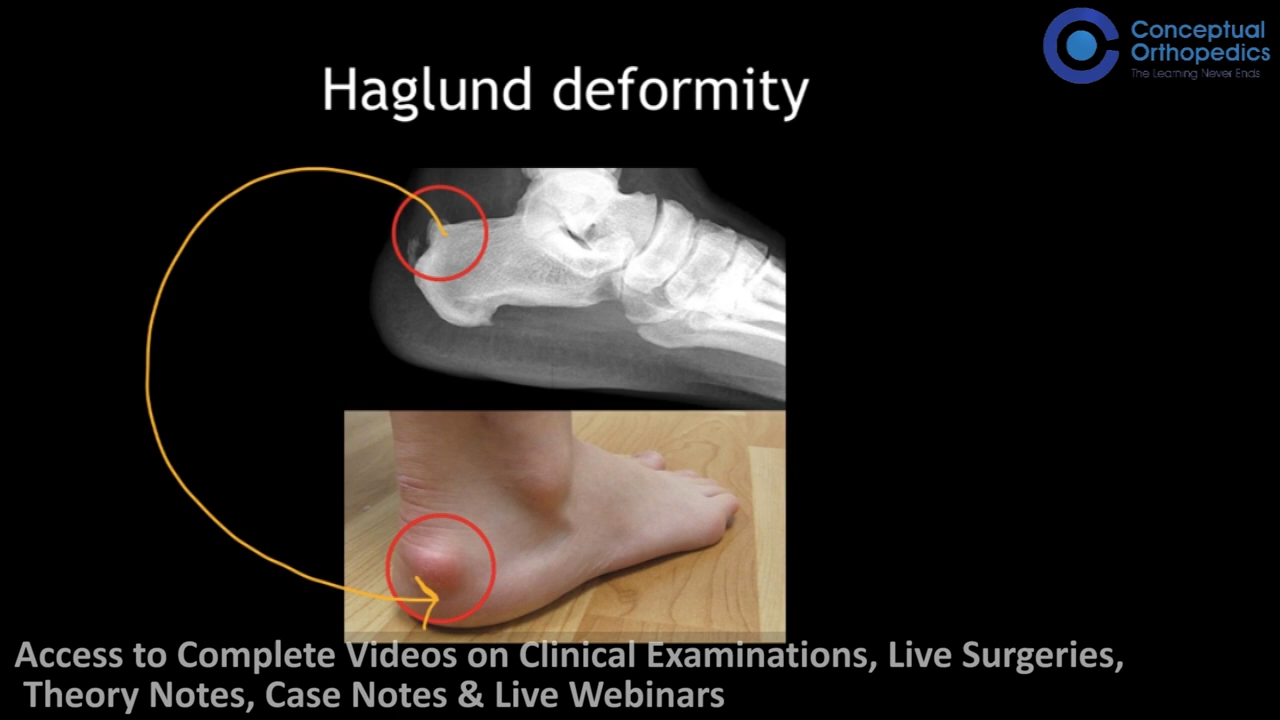 Conceptual
Orthopedics
The Learning Never Ends
Haglund deformity
Access to Complete Videos on Clinical Examinations, Live Surgeries,
Theory Notes, Case Notes & Live Webinars